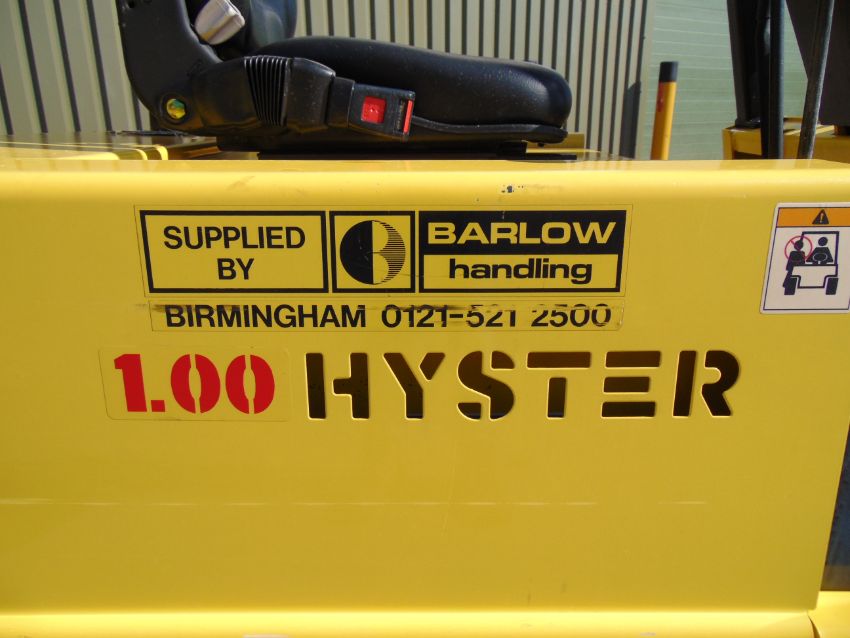 SUPPLIED
BY
BARLOW
handling
BIRMINGHAM 0121-521 2500
1.00 HYSTER